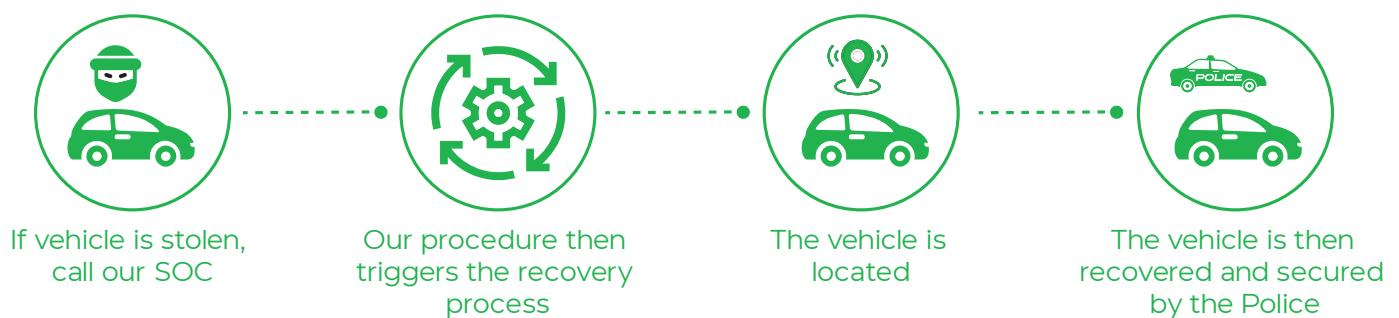 POLICE
If vehicle is stolen,
call our SOC
Our procedure then
triggers the recovery
process
The vehicle is
located
The vehicle is then
recovered and secured
by the Police